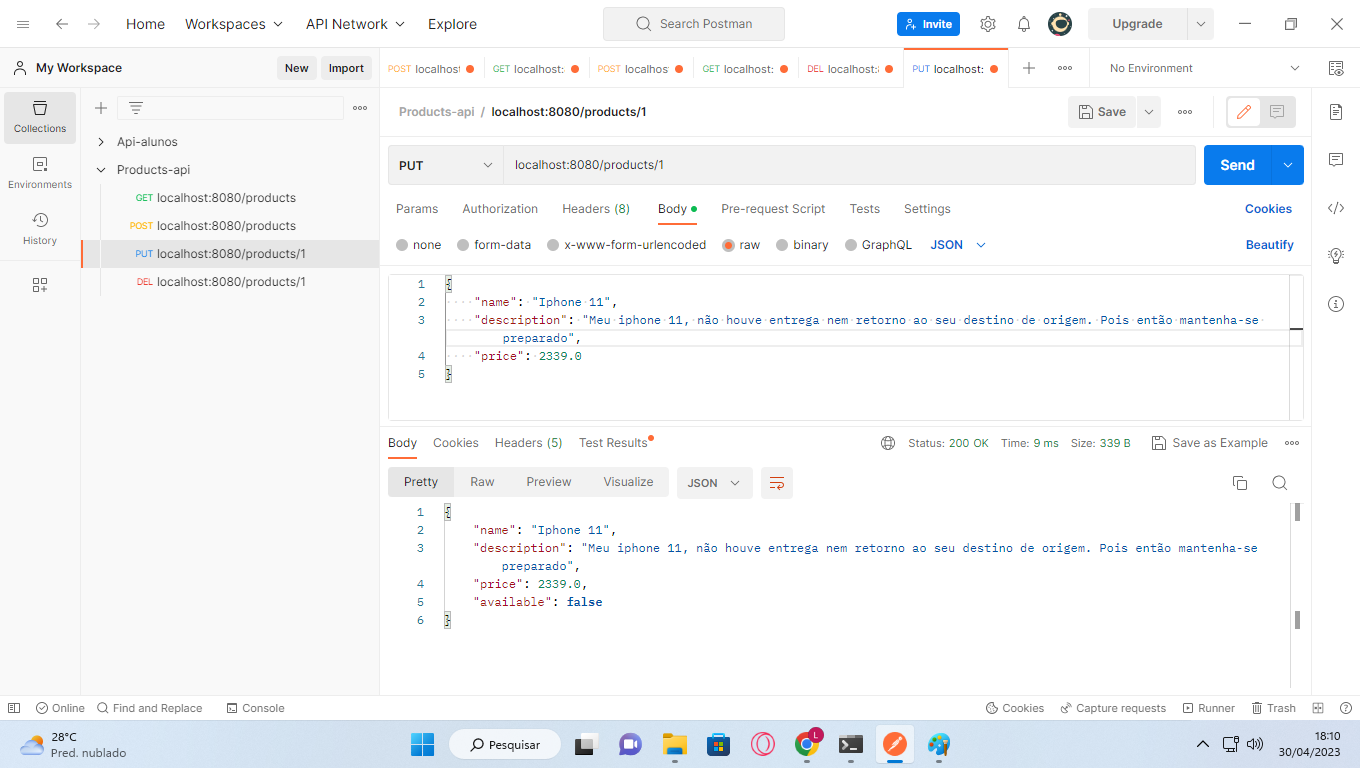 Home Workspaces API Network Explore Search Postman Invite Upgrade
My Workspace New Import POST localhos GET localhost: POST localhos GET localhost: DEL localhost: PUT localhost: No Environment
Collections
Environments
History
Api-alunos
Products-api
GET localhost:8080/products
POST localhost:8080/products
PUT localhost:8080/products/1
DEL localhost:8080/products/1
Products-api / localhost:8080/products/1 Save
PUT localhost:8080/products/1 Send
Params Authorization Headers (8) Body Pre-request Script Tests Settings Cookies
none form-data x-www-form-urlencoded raw binary GraphQL JSON Beautify
1 {
2 "name": "Iphone 11",
3 "description": "Meu iphone 11, não houve entrega nem retorno ao seu destino de origem. Pois então mantenha-se
preparado",
4 "price": 2339.0
5 }
Body Cookies Headers (5) Test Results Status: 200 OK Time: 9 ms Size: 339 B Save as Example
Pretty Raw Preview Visualize JSON
1 {
2 "name": "Iphone 11",
3 "description": "Meu iphone 11, não houve entrega nem retorno ao seu destino de origem. Pois então mantenha-se
preparado",
4 "price": 2339.0,
5 "available": false
6 }
Online Find and Replace Console Cookies Capture requests Runner Trash
28°C
Pred. nublado
Pesquisar
L
18:10
30/04/2023